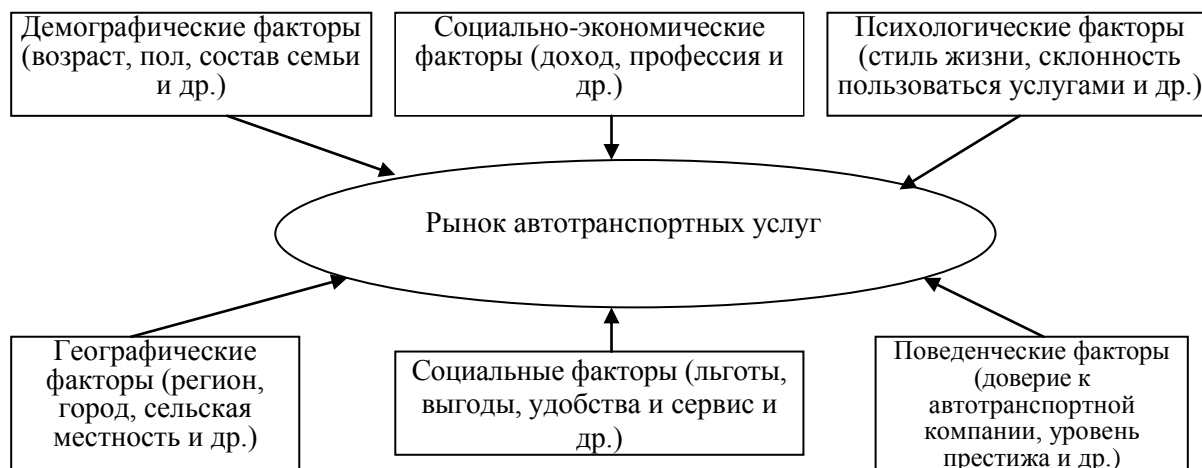 Демографические факторы
(возраст, пол, состав семьи
и др.)
Социально-экономические
факторы (доход, профессия и
др.)
Психологические факторы
(стиль жизни, склонность
пользоваться услугами и др.)
Рынок автотранспортных услуг
Географические
факторы (регион,
город, сельская
местность и др.)
Социальные факторы (льготы,
выгоды, удобства и сервис и
др.)
Поведенческие факторы
(доверие к
автотранспортной
компании, уровень
престижа и др.)